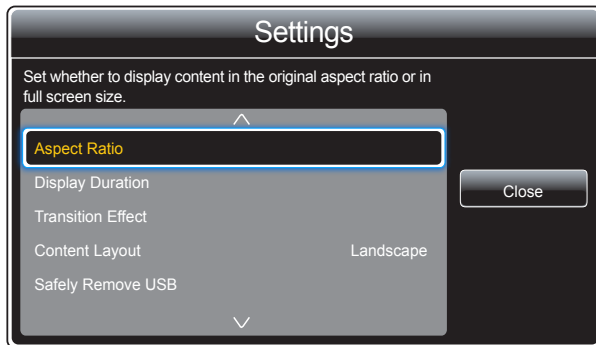 Settings
Set whether to display content in the original aspect ratio or in
full screen size.
Aspect Ratio
Display Duration
Transition Effect
Content Layout Landscape
Safely Remove USB
Close